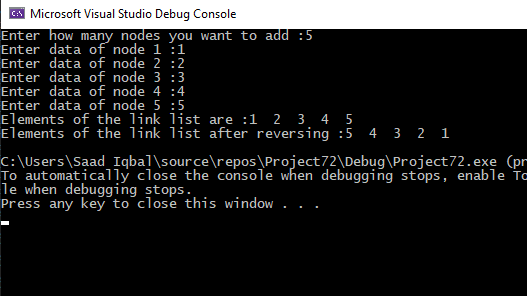 Microsoft Visual Studio Debug Console
Enter how many nodes you want to add :5
Enter data of node 1 :1
Enter data of node 2 :2
Enter data of node 3 :3
Enter data of node 4 :4
Enter data of node 5 :5
Elements of the link list are :1  2  3  4  5
Elements of the link list after reversing :5  4  3  2  1
C:\Users\Saad Iqbal\source\repos\Project72\Debug\Project72.exe (pr
To automatically close the console when debugging stops, enable To
le when debugging stops.
Press any key to close this window . . .